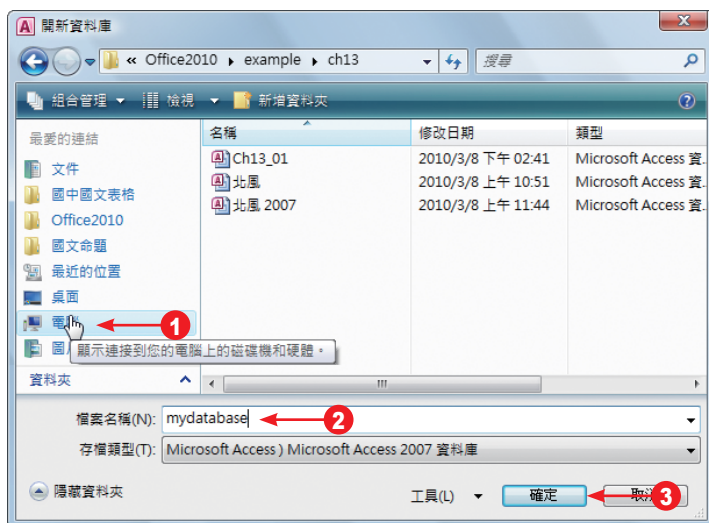 開新資料庫
« Office2010 ▸ example ▸ ch13
搜尋
組合管理 檢視 新增資料夾
最愛的連結
文件
國中國文表格
Office2010
國文命題
最近的位置
桌面
電腦
顯示連接到您的電腦上的磁碟機和硬體。
資料夾
名稱 修改日期 類型
Ch13_01 2010/3/8 下午 02:41 Microsoft Access 資
北風 2010/3/8 上午 10:51 Microsoft Access 資
北風 2007 2010/3/8 上午 11:44 Microsoft Access 資
1
檔案名稱(N): mydatabase
2
存檔類型(T): Microsoft Access ) Microsoft Access 2007 資料庫
隱藏資料夾
工具(L) 確定 取消
3